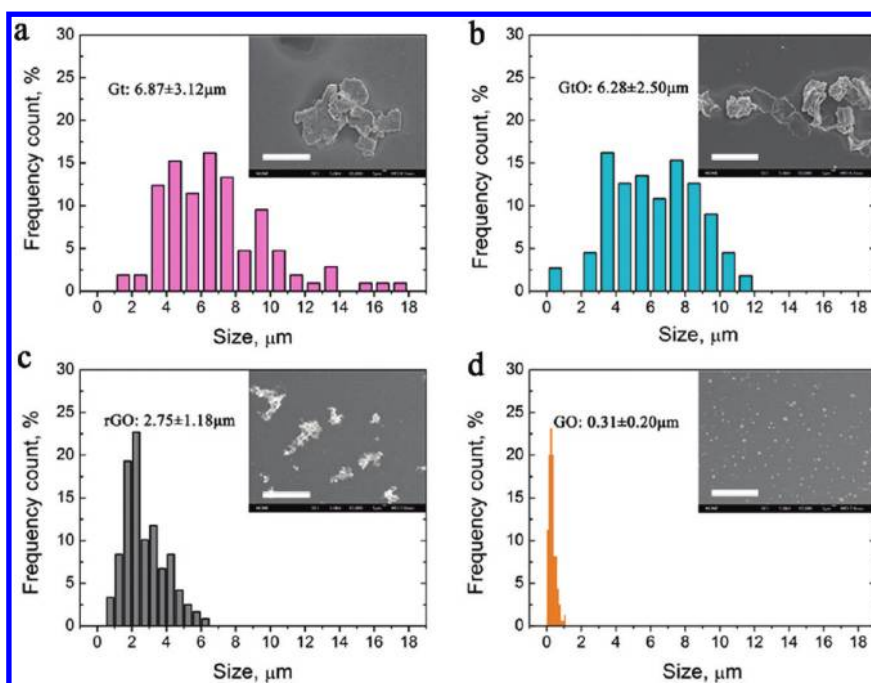 a
30
25
20
15
10
5
0
Frequency count, %
Gt: 6.87±3.12μm
0 2 4 6 8 10 12 14 16 18
Size, μm
b
30
25
20
15
10
5
0
Frequency count, %
GtO: 6.28±2.50μm
0 2 4 6 8 10 12 14 16 18
Size, μm
c
30
25
20
15
10
5
0
Frequency count, %
rGO: 2.75±1.18μm
0 2 4 6 8 10 12 14 16 18
Size, μm
d
30
25
20
15
10
5
0
Frequency count, %
GO: 0.31±0.20μm
0 2 4 6 8 10 12 14 16 18
Size, μm